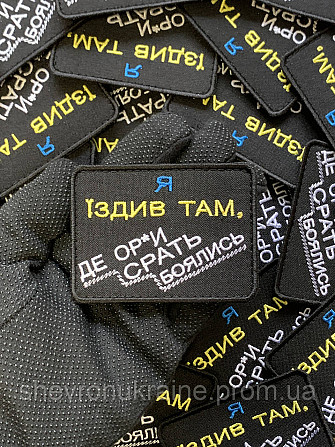 Я
ЇЗДИВ ТАМ,
ДЕ ОР*И
СРАТЬ
БОЯЛИСЬ
shevronukraine.prom.ua